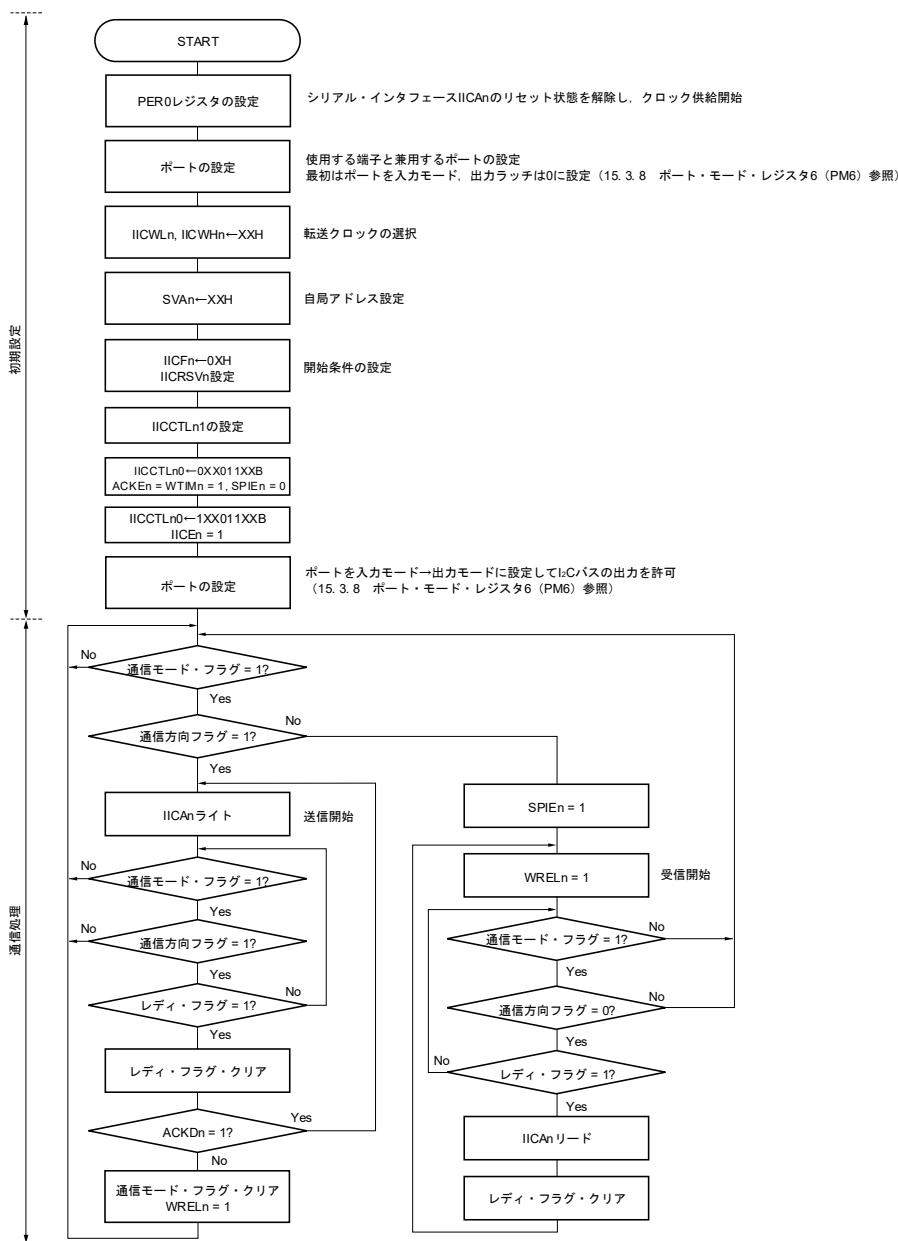 START
PER0レジスタの設定
シリアル・インタフェースIICAnのリセット状態を解除し，クロック供給開始
ポートの設定
使用する端子と兼用するポートの設定
最初はポートを入力モード，出力ラッチは0に設定（15. 3. 8　ポート・モード・レジスタ6（PM6）参照）
IICWLn, IICWHn←XXH
転送クロックの選択
SVAn←XXH
自局アドレス設定
初期設定
IICFn←0XH
IICRSVn設定
開始条件の設定
IICCTLn1の設定
IICCTLn0←0XX011XXB
ACKEn = WTIMn = 1, SPIEn = 0
IICCTLn0←1XX011XXB
IICEn = 1
ポートの設定
ポートを入力モード→出力モードに設定してI2Cバスの出力を許可
（15. 3. 8　ポート・モード・レジスタ6（PM6）参照）
No
通信モード・フラグ = 1?
Yes
No
通信方向フラグ = 1?
Yes
IICAnライト
送信開始
No
通信モード・フラグ = 1?
Yes
No
通信方向フラグ = 1?
Yes
No
レディ・フラグ = 1?
Yes
レディ・フラグ・クリア
Yes
ACKDn = 1?
No
通信モード・フラグ・クリア
WRELn = 1
通信処理
SPIEn = 1
WRELn = 1
受信開始
No
通信モード・フラグ = 1?
Yes
No
通信方向フラグ = 0?
Yes
No
レディ・フラグ = 1?
Yes
IICAnリード
レディ・フラグ・クリア